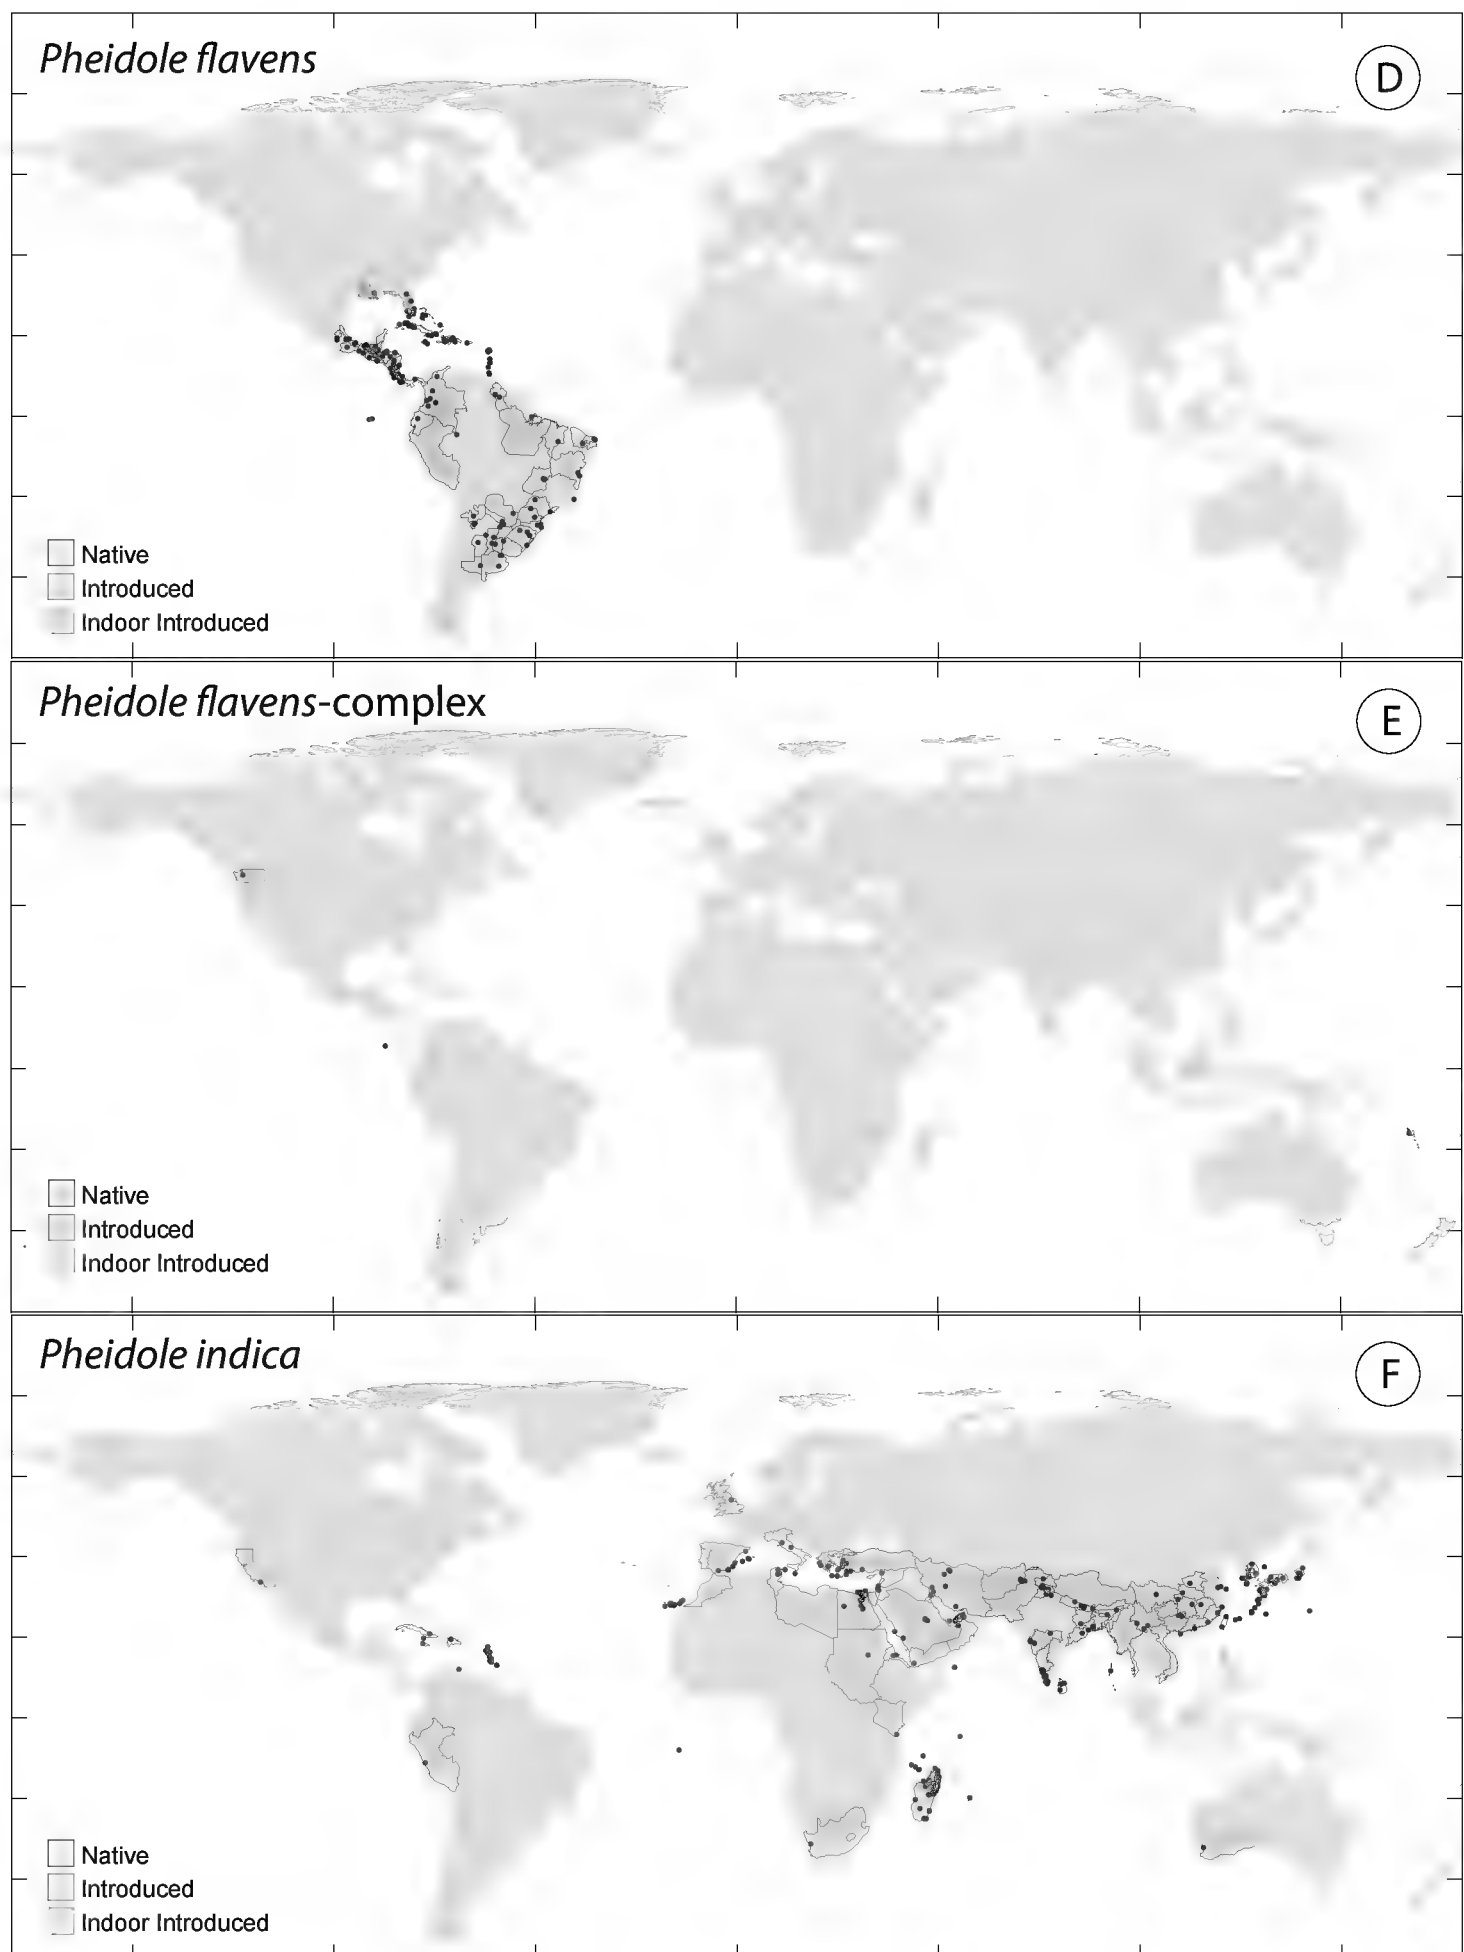 Pheidole flavens
D
Native
Introduced
Indoor Introduced
Pheidole flavens-complex
E
Native
Introduced
Indoor Introduced
Pheidole indica
F
Native
Introduced
Indoor Introduced